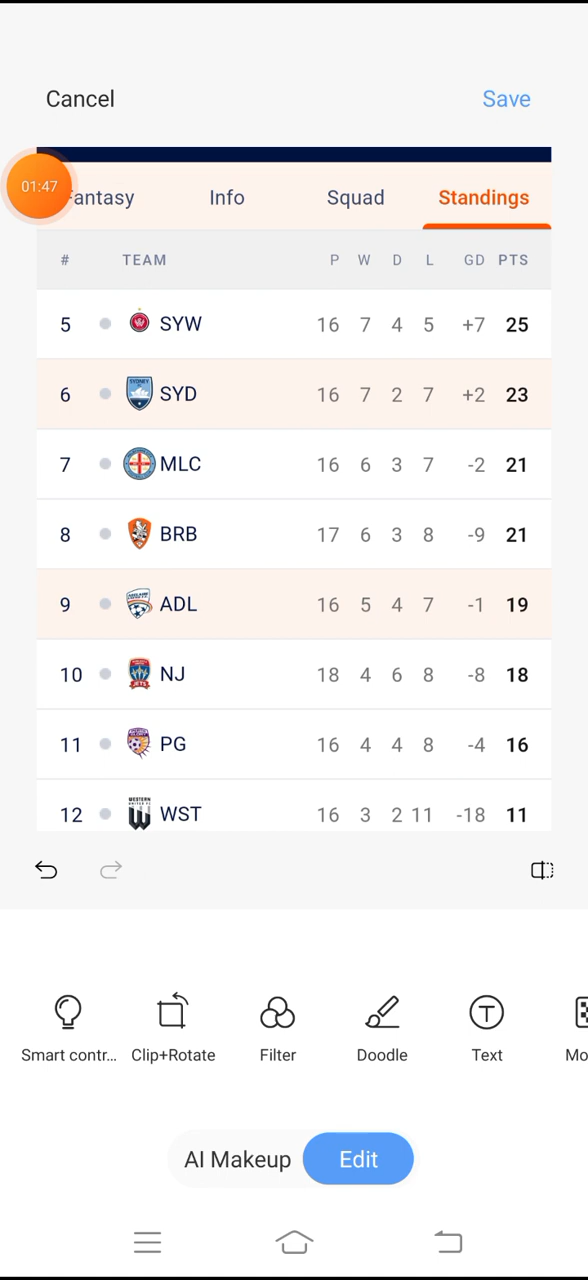 Cancel Save
01:47
Fantasy Info Squad Standings
# TEAM P W D L GD PTS
5 SYW 16 7 4 5 +7 25
6 SYD 16 7 2 7 +2 23
7 MLC 16 6 3 7 -2 21
8 BRB 17 6 3 8 -9 21
9 ADL 16 5 4 7 -1 19
10 NJ 18 4 6 8 -8 18
11 PG 16 4 4 8 -4 16
12 WST 16 3 2 11 -18 11
Smart contr... Clip+Rotate Filter Doodle Text Mo
AI Makeup Edit